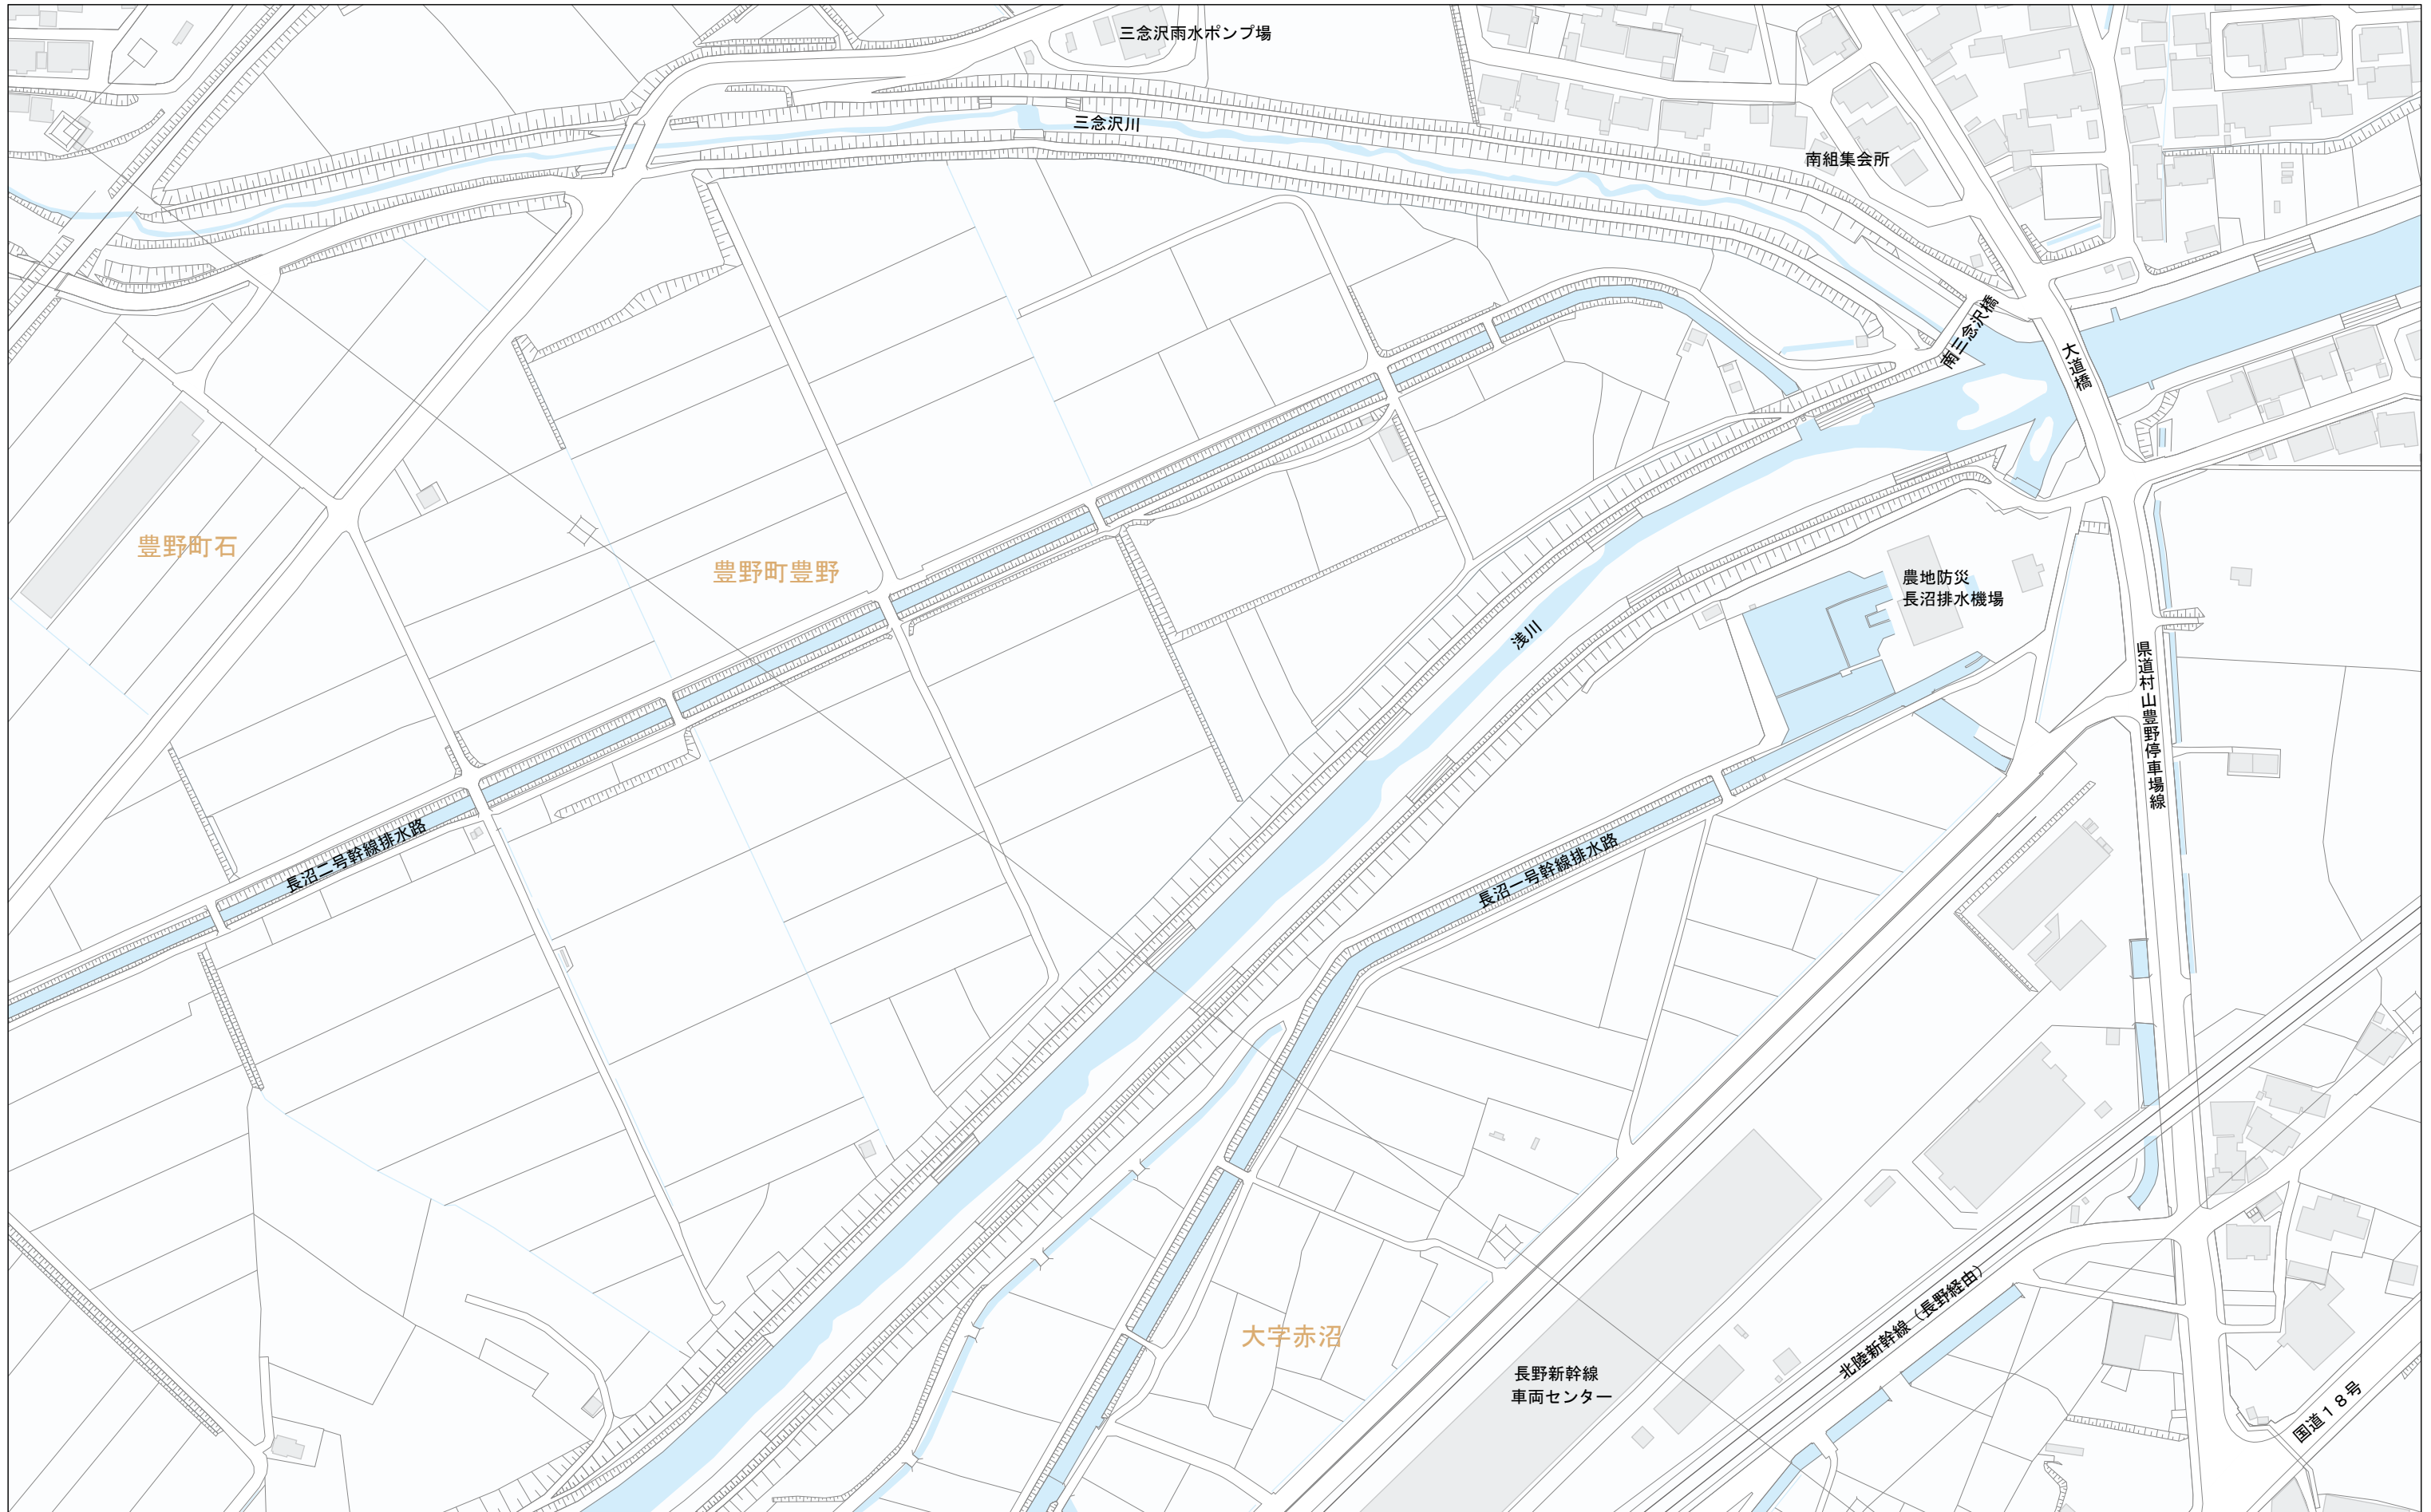 三念沢雨水ポンプ場
三念沢川
南組集会所
南三念沢橋
大道橋
豊野町石
豊野町豊野
農地防災
長沼排水機場
浅川
県道村山豊野停車場線
長沼二号幹線排水路
長沼一号幹線排水路
大字赤沼
長野新幹線
車両センター
北陸新幹線（長野経由）
国道１８号